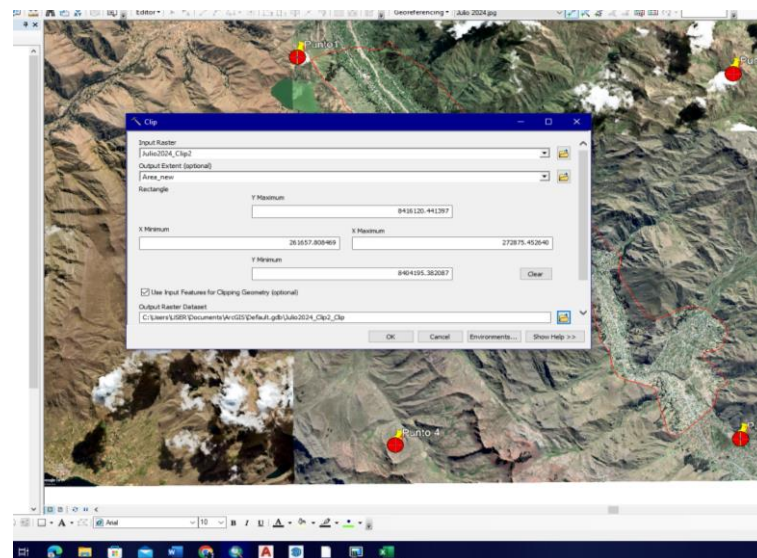 Editor▾
Georeferencing▾
Julio 2024.jpg
Punto 1
Clip
Input Raster
Julio2024_Clip2
Output Extent (optional)
Area_new
Rectangle
Y Maximum
8416120.441397
X Minimum
X Maximum
261657.808469
272875.452640
Y Minimum
8404195.382087
Clear
Use Input Features for Clipping Geometry (optional)
Output Raster Dataset
C:\Users\USER\Documents\ArcGIS\Default.gdb\Julio2024_Clip2_Clip
OK
Cancel
Environments...
Show Help >>
Punto 4
Arial
10
B I U A